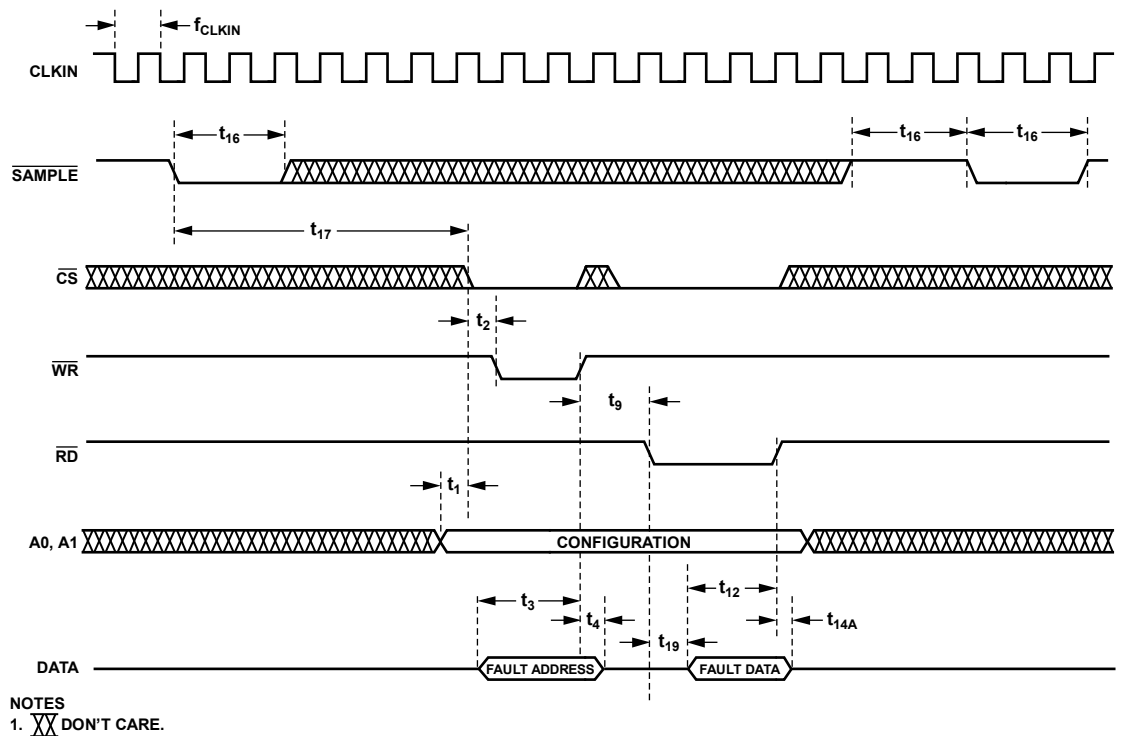 fCLKIN
CLKIN
t16
t16
t16
SAMPLE
t17
CS
t2
WR
t9
RD
t1
A0, A1
CONFIGURATION
t3
t4
t12
t19
t14A
DATA
FAULT ADDRESS
FAULT DATA
NOTES
1. XX DON'T CARE.